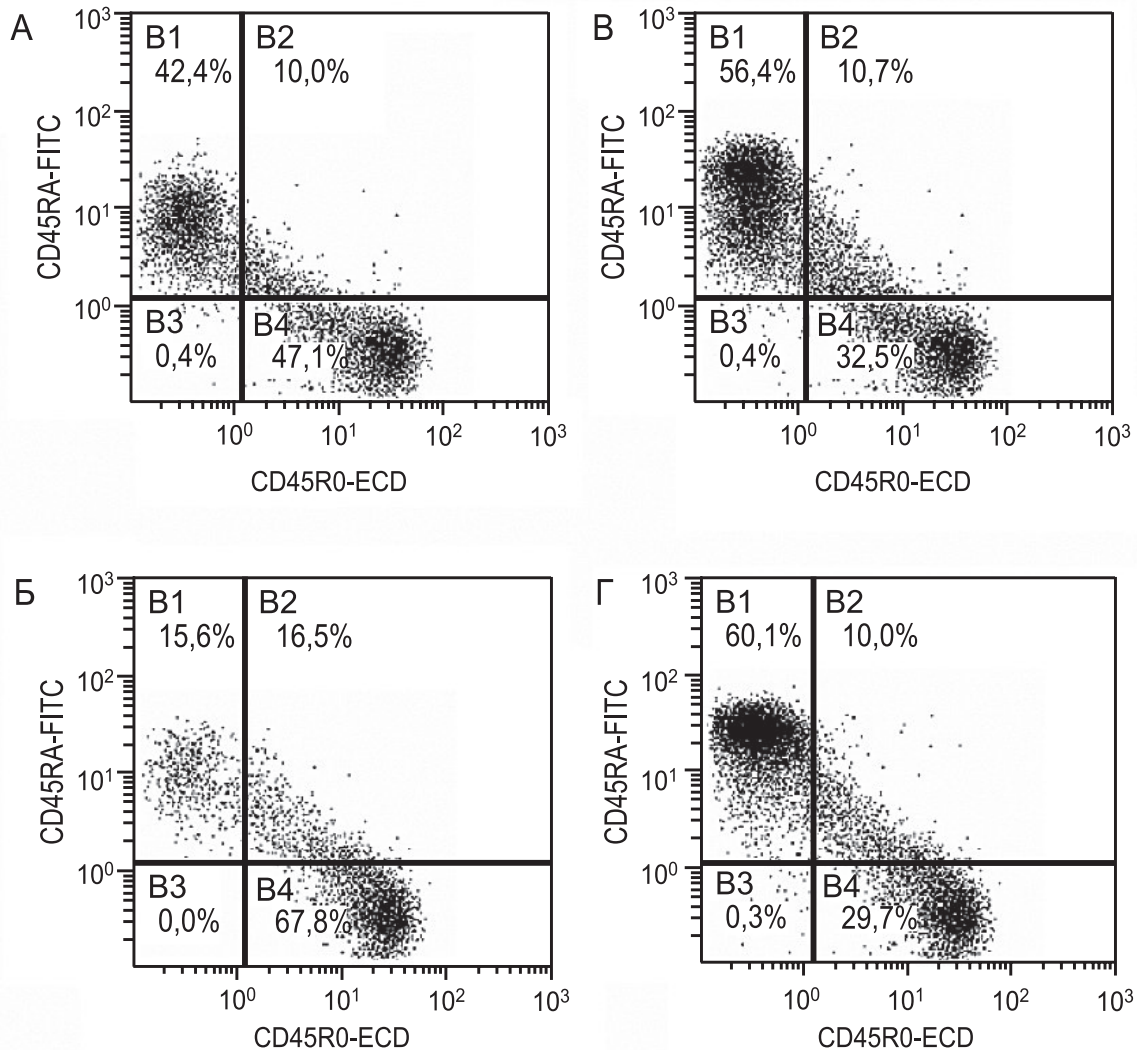 А
10³
B1
B2
42,4%
10,0%
10²
CD45RA-FITC
10¹
10⁰
B3
B4
0,4%
47,1%
10⁰
10¹
10²
10³
CD45R0-ECD
В
10³
B1
B2
56,4%
10,7%
10²
CD45RA-FITC
10¹
10⁰
B3
B4
0,4%
32,5%
10⁰
10¹
10²
10³
CD45R0-ECD
Б
10³
B1
B2
15,6%
16,5%
10²
CD45RA-FITC
10¹
10⁰
B3
B4
0,0%
67,8%
10⁰
10¹
10²
10³
CD45R0-ECD
Г
10³
B1
B2
60,1%
10,0%
10²
CD45RA-FITC
10¹
10⁰
B3
B4
0,3%
29,7%
10⁰
10¹
10²
10³
CD45R0-ECD